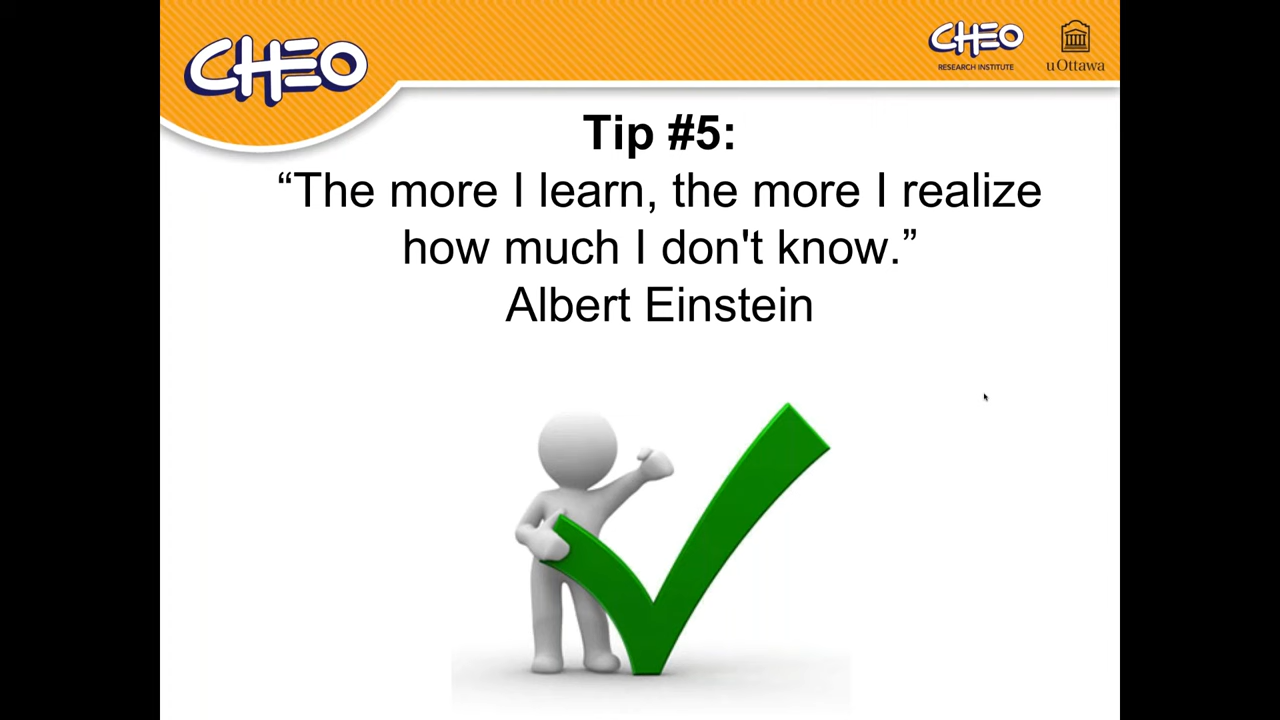 CHEO
CHEO
RESEARCH INSTITUTE
uOttawa
Tip #5:
“The more I learn, the more I realize
how much I don't know.”
Albert Einstein